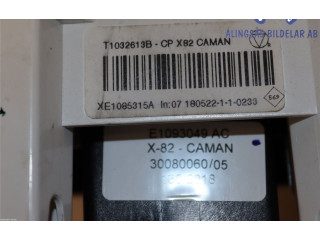 ALINGSÅS BILDELAR AB
T1032613B - CP X82 CAMAN
XE1065315A In:07 180522-1-1-0233
E1093049 AC
X-82 - CAMAN
30080060/05